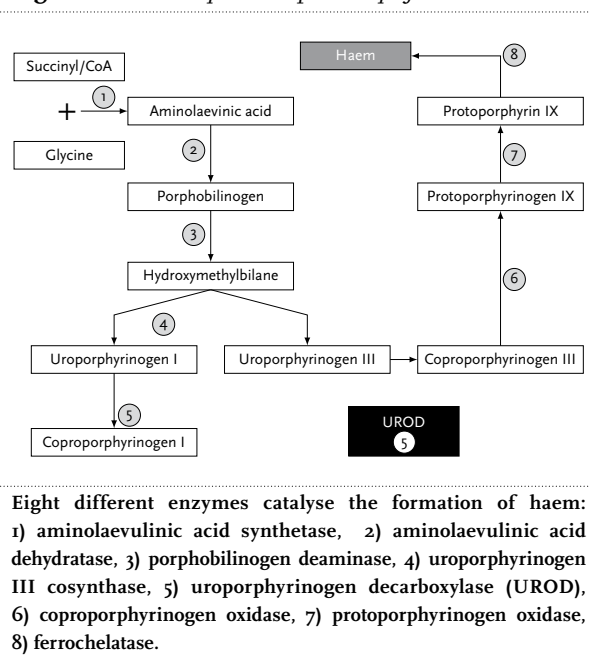 Succinyl/CoA
Haem
8
1
+
Aminolaevinic acid
Protoporphyrin IX
Glycine
2
7
Porphobilinogen
Protoporphyrinogen IX
3
Hydroxymethylbilane
6
4
Uroporphyrinogen I
Uroporphyrinogen III
Coproporphyrinogen III
5
UROD
5
Coproporphyrinogen I
Eight different enzymes catalyse the formation of haem:
1) aminolaevulinic acid synthetase, 2) aminolaevulinic acid
dehydratase, 3) porphobilinogen deaminase, 4) uroporphyrinogen
III cosynthase, 5) uroporphyrinogen decarboxylase (UROD),
6) coproporphyrinogen oxidase, 7) protoporphyrinogen oxidase,
8) ferrochelatase.